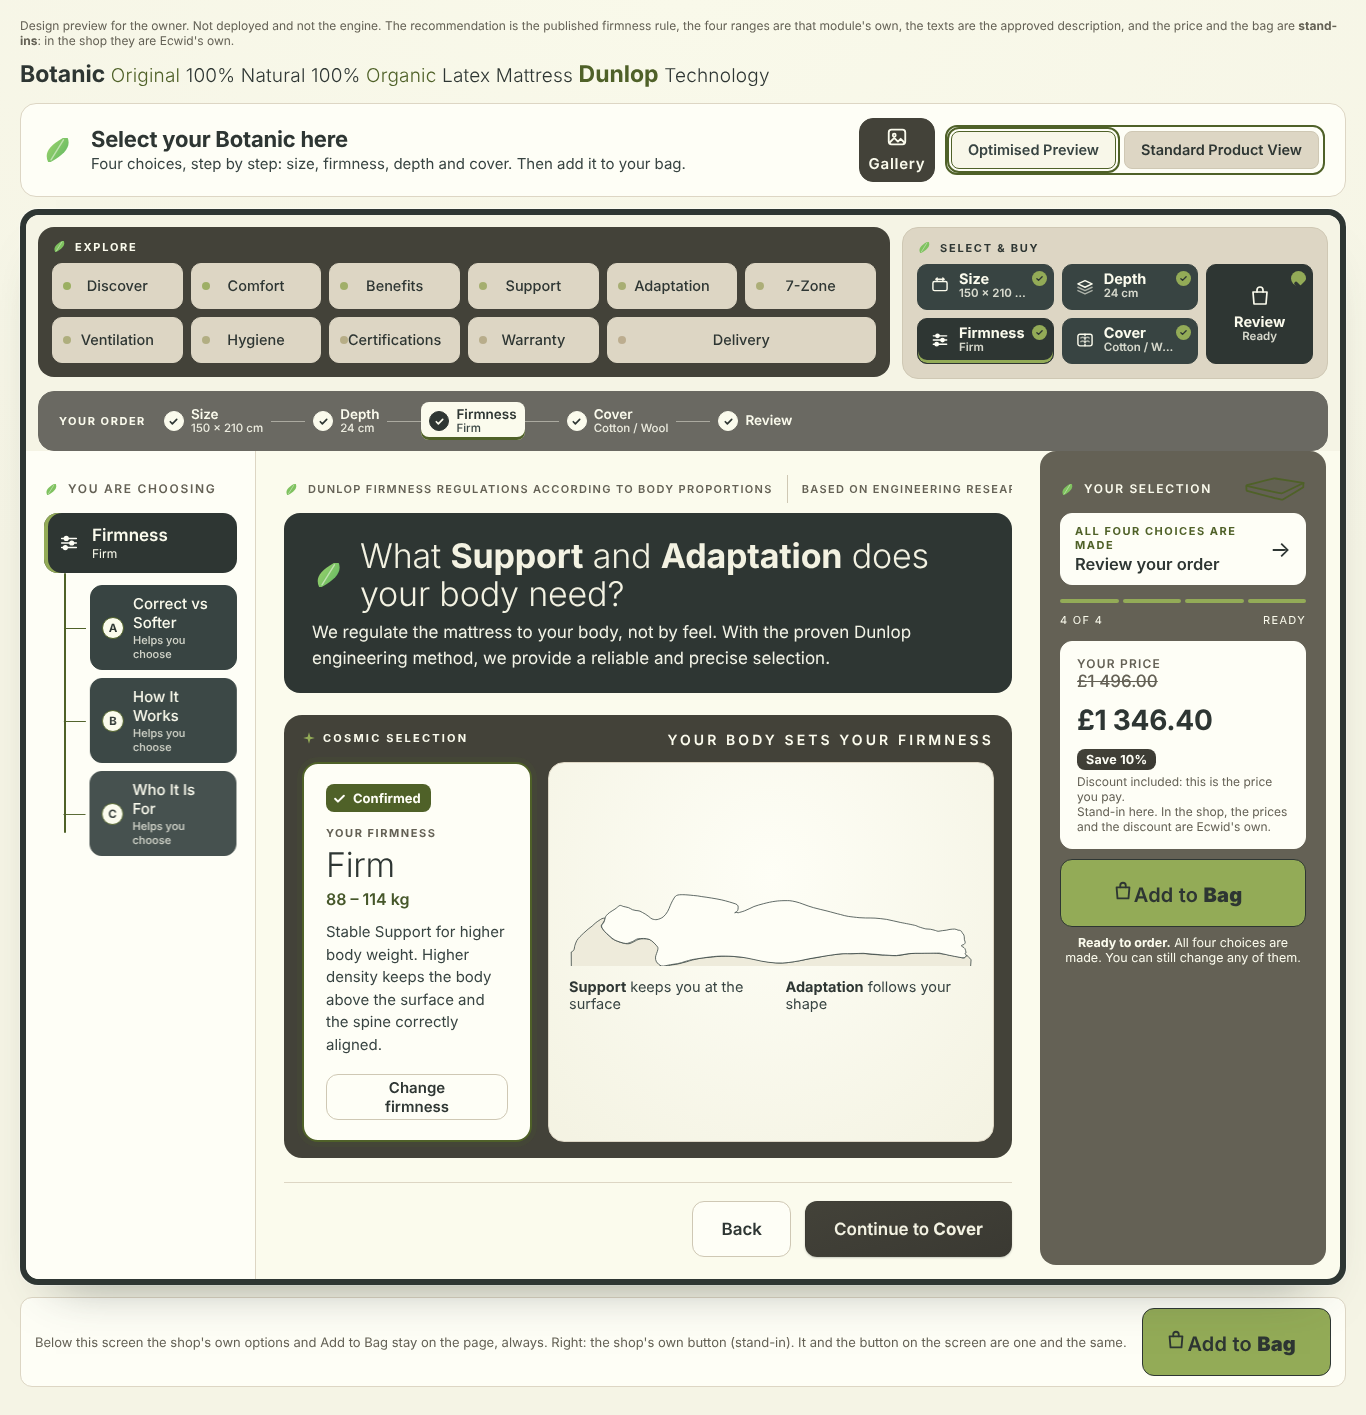 Design preview for the owner. Not deployed and not the engine. The recommendation is the published firmness rule, the four ranges are that module's own, the texts are the approved description, and the price and the bag are stand-
ins: in the shop they are Ecwid's own.
Botanic Original 100% Natural 100% Organic Latex Mattress Dunlop Technology
Select your Botanic here
Four choices, step by step: size, firmness, depth and cover. Then add it to your bag.
Gallery
Optimised Preview
Standard Product View
EXPLORE
Discover
Comfort
Benefits
Support
Adaptation
7-Zone
Ventilation
Hygiene
Certifications
Warranty
Delivery
SELECT & BUY
Size
150 × 210 ...
Depth
24 cm
Firmness
Firm
Cover
Cotton / W...
Review
Ready
YOUR ORDER
Size
150 × 210 cm
Depth
24 cm
Firmness
Firm
Cover
Cotton / Wool
Review
YOU ARE CHOOSING
Firmness
Firm
A
Correct vs
Softer
Helps you
choose
B
How It
Works
Helps you
choose
C
Who It Is
For
Helps you
choose
DUNLOP FIRMNESS REGULATIONS ACCORDING TO BODY PROPORTIONS
BASED ON ENGINEERING RESEAR
What Support and Adaptation does
your body need?
We regulate the mattress to your body, not by feel. With the proven Dunlop
engineering method, we provide a reliable and precise selection.
COSMIC SELECTION
YOUR BODY SETS YOUR FIRMNESS
Confirmed
YOUR FIRMNESS
Firm
88 – 114 kg
Stable Support for higher
body weight. Higher
density keeps the body
above the surface and
the spine correctly
aligned.
Change
firmness
Support keeps you at the
surface
Adaptation follows your
shape
Back
Continue to Cover
YOUR SELECTION
ALL FOUR CHOICES ARE
MADE
Review your order
4 OF 4
READY
YOUR PRICE
£1 496.00
£1 346.40
Save 10%
Discount included: this is the price
you pay.
Stand-in here. In the shop, the prices
and the discount are Ecwid's own.
Add to Bag
Ready to order. All four choices are
made. You can still change any of them.
Below this screen the shop's own options and Add to Bag stay on the page, always. Right: the shop's own button (stand-in). It and the button on the screen are one and the same.
Add to Bag